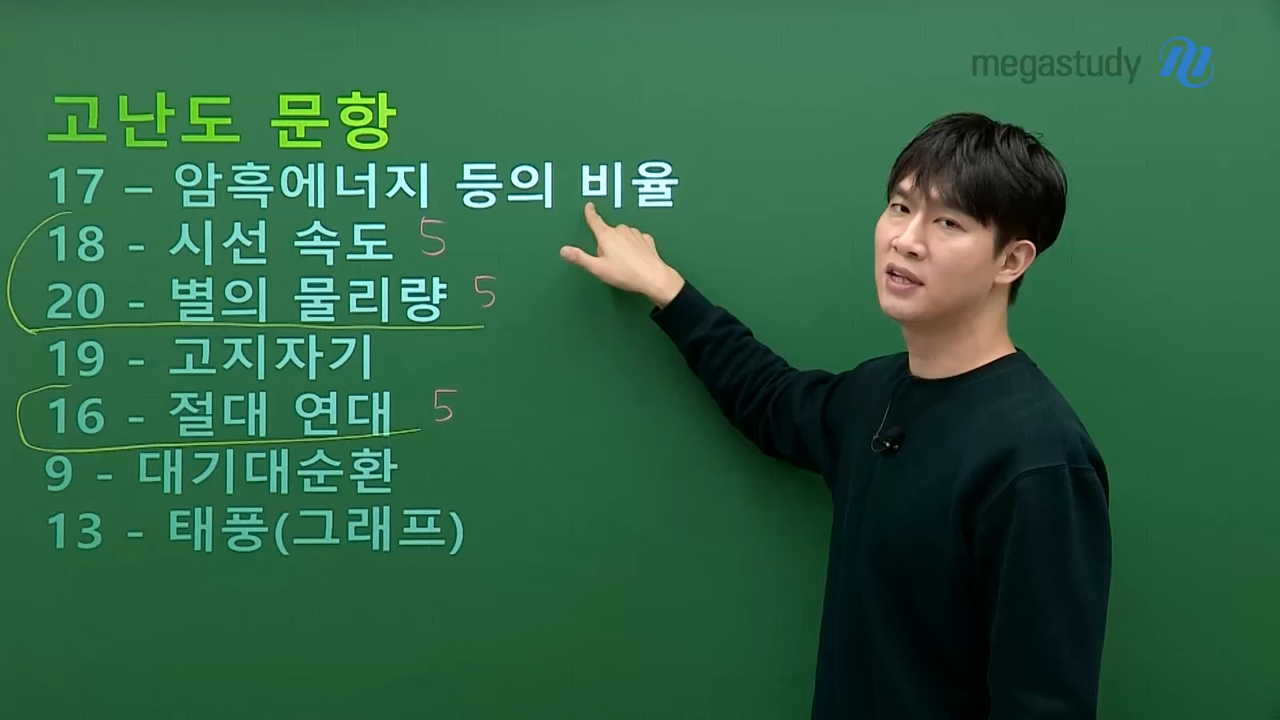 megastudy
고난도 문항
17 – 암흑에너지 등의 비율
18 - 시선 속도 5
20 - 별의 물리량 5
19 - 고지자기
16 - 절대 연대 5
9 - 대기대순환
13 - 태풍(그래프)